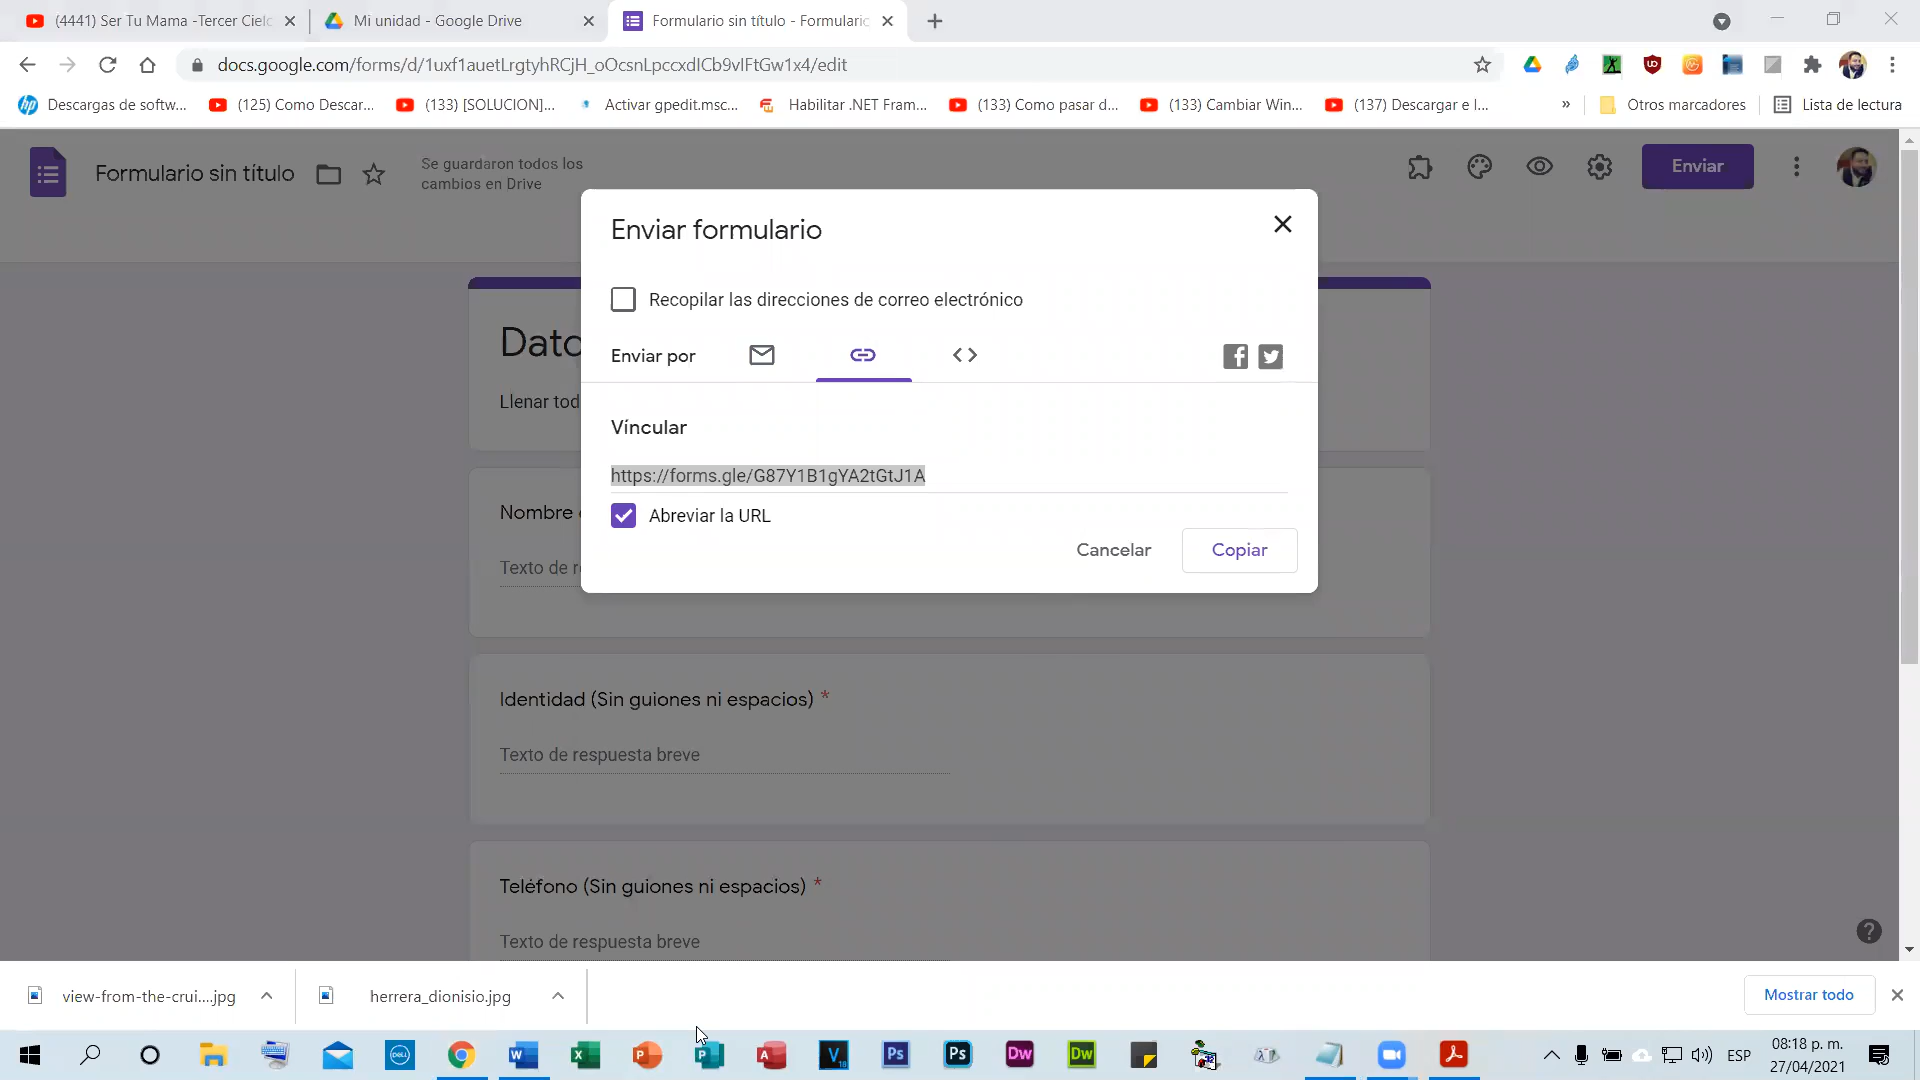 (4441) Ser Tu Mama -Tercer Cielo
Mi unidad - Google Drive
Formulario sin título - Formulario
docs.google.com/forms/d/1uxf1auetLrgtyhRCjH_oOcsnLpccxdICb9vIFtGw1x4/edit
Descargas de softw...
(125) Como Descar...
(133) [SOLUCION]...
Activar gpedit.msc...
Habilitar .NET Fram...
(133) Como pasar d...
(133) Cambiar Win...
(137) Descargar e I...
»
Otros marcadores
Lista de lectura
Formulario sin título
Se guardaron todos los
cambios en Drive
Enviar
Enviar formulario
Recopilar las direcciones de correo electrónico
Enviar por
Víncular
https://forms.gle/G87Y1B1gYA2tGtJ1A
Abreviar la URL
Cancelar
Copiar
Dato
Llenar tod
Nombre
Texto de r
Identidad (Sin guiones ni espacios) *
Texto de respuesta breve
Teléfono (Sin guiones ni espacios) *
Texto de respuesta breve
view-from-the-crui....jpg
herrera_dionisio.jpg
Mostrar todo
ESP
08:18 p. m.
27/04/2021